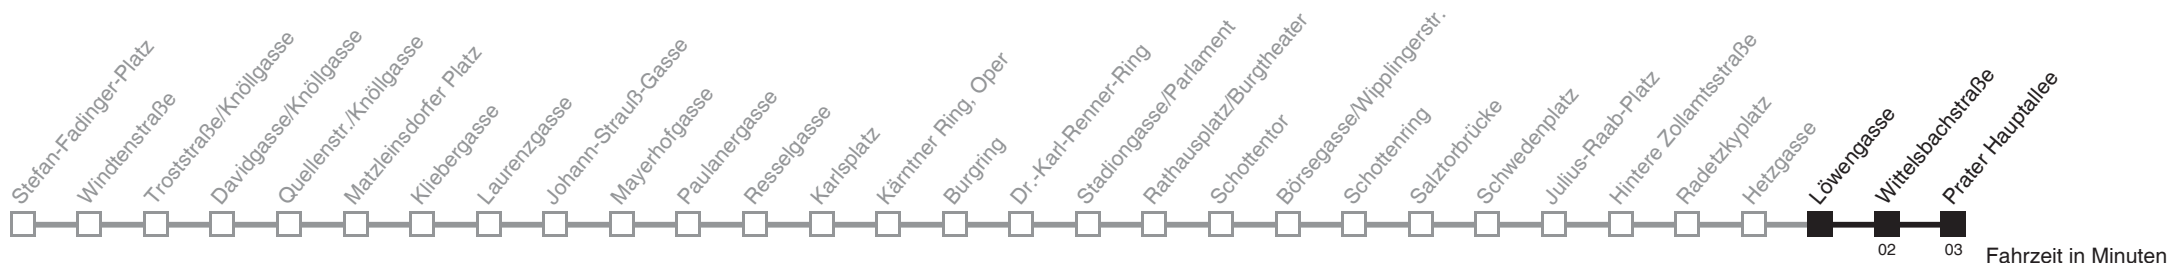 Stefan-Fadinger-Platz
Windtenstraße
Troststraße/Knöllgasse
Davidgasse/Knöllgasse
Quellenstr./Knöllgasse
Matzleinsdorfer Platz
Kliebergasse
Laurenzgasse
Johann-Strauß-Gasse
Mayerhofgasse
Paulanergasse
Resselgasse
Karlsplatz
Kärntner Ring, Oper
Burgring
Dr.-Karl-Renner-Ring
Stadiongasse/Parlament
Rathausplatz/Burgtheater
Schottentor
Börsegasse/Wipplingerstr.
Schottenring
Salztorbrücke
Schwedenplatz
Julius-Raab-Platz
Hintere Zollamtsstraße
Radetzkyplatz
Hetzgasse
Löwengasse
Wittelsbachstraße
Prater Hauptallee
02
03
Fahrzeit in Minuten